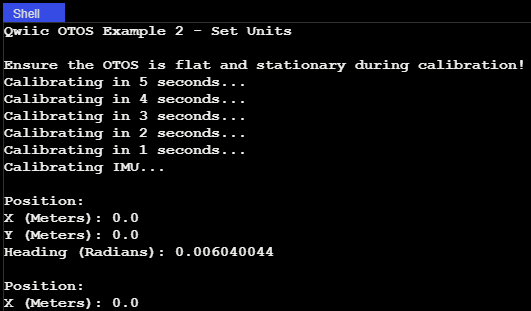 Shell
Qwiic OTOS Example 2 - Set Units
Ensure the OTOS is flat and stationary during calibration!
Calibrating in 5 seconds...
Calibrating in 4 seconds...
Calibrating in 3 seconds...
Calibrating in 2 seconds...
Calibrating in 1 seconds...
Calibrating IMU...
Position:
X (Meters): 0.0
Y (Meters): 0.0
Heading (Radians): 0.006040044
Position:
X (Meters): 0.0